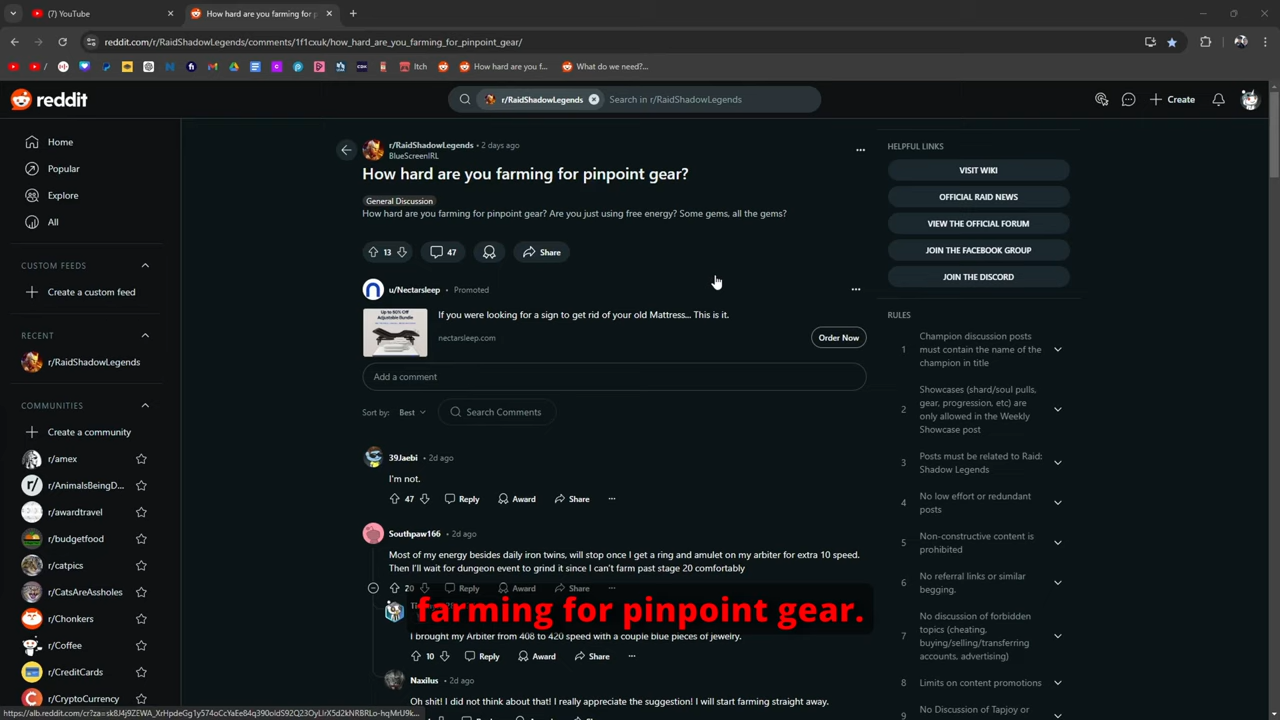 (7) YouTube
How hard are you farming for p
reddit.com/r/RaidShadowLegends/comments/1f1cxuk/how_hard_are_you_farming_for_pinpoint_gear/
Itch
How hard are you f...
What do we need?...
reddit
r/RaidShadowLegends
Search in r/RaidShadowLegends
Create
Home
Popular
Explore
All
CUSTOM FEEDS
Create a custom feed
RECENT
r/RaidShadowLegends
COMMUNITIES
Create a community
r/amex
r/AnimalsBeingD...
r/awardtravel
r/budgetfood
r/catpics
r/CatsAreAssholes
r/Chonkers
r/Coffee
r/CreditCards
r/CryptoCurrency
r/RaidShadowLegends • 2 days ago
BlueScreenIRL
How hard are you farming for pinpoint gear?
General Discussion
How hard are you farming for pinpoint gear? Are you just using free energy? Some gems, all the gems?
13
47
Share
u/Nectarsleep • Promoted
Up to 50% Off
Adjustable Bundle
If you were looking for a sign to get rid of your old Mattress... This is it.
nectarsleep.com
Order Now
Add a comment
Sort by: Best
Search Comments
39Jaebi • 2d ago
I'm not.
47 Reply Award Share
Southpaw166 • 2d ago
Most of my energy besides daily iron twins, will stop once I get a ring and amulet on my arbiter for extra 10 speed.
Then I'll wait for dungeon event to grind it since I can't farm past stage 20 comfortably
20 Reply Award Share
farming for pinpoint gear.
I brought my Arbiter from 408 to 420 speed with a couple blue pieces of jewelry.
10 Reply Award Share
Naxilus • 2d ago
Oh shit! I did not think about that! I really appreciate the suggestion! I will start farming straight away.
HELPFUL LINKS
VISIT WIKI
OFFICIAL RAID NEWS
VIEW THE OFFICIAL FORUM
JOIN THE FACEBOOK GROUP
JOIN THE DISCORD
RULES
1 Champion discussion posts
must contain the name of the
champion in title
2 Showcases (shard/soul pulls,
gear, progression, etc) are
only allowed in the Weekly
Showcase post
3 Posts must be related to Raid:
Shadow Legends
4 No low effort or redundant
posts
5 Non-constructive content is
prohibited
6 No referral links or similar
begging.
7 No discussion of forbidden
topics (cheating,
buying/selling/transferring
accounts, advertising)
8 Limits on content promotions
9 No Discussion of Tapjoy or